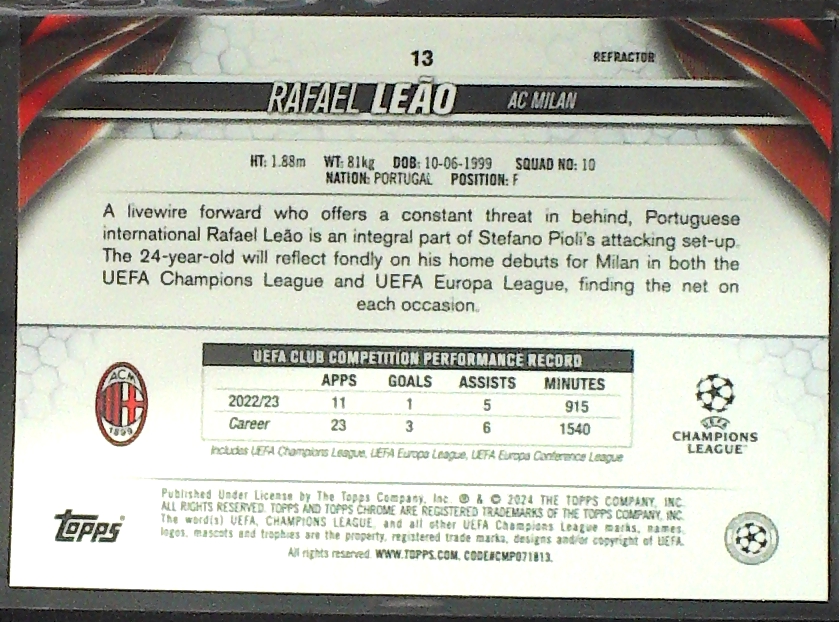 13
REFRACTOR
RAFAEL LEÃO AC MILAN
HT: 1.88m WT: 81kg DOB: 10-06-1999 SQUAD NO: 10
NATION: PORTUGAL POSITION: F
A livewire forward who offers a constant threat in behind, Portuguese
international Rafael Leão is an integral part of Stefano Pioli's attacking set-up.
The 24-year-old will reflect fondly on his home debuts for Milan in both the
UEFA Champions League and UEFA Europa League, finding the net on
each occasion.
UEFA CLUB COMPETITION PERFORMANCE RECORD
APPS GOALS ASSISTS MINUTES
2022/23 11 1 5 915
Career 23 3 6 1540
Includes UEFA Champions League, UEFA Europa League, UEFA Europa Conference League
ACM
1899
UEFA
CHAMPIONS
LEAGUE™
Published Under License by The Topps Company, Inc. ® & © 2024 THE TOPPS COMPANY, INC.
ALL RIGHTS RESERVED. TOPPS AND TOPPS CHROME ARE REGISTERED TRADEMARKS OF THE TOPPS COMPANY, INC.
The word(s) UEFA, CHAMPIONS LEAGUE, and all other UEFA Champions League marks, names,
logos, mascots and trophies are the property, registered trade marks, designs and/or copyright of UEFA.
All rights reserved. WWW.TOPPS.COM. CODE#CMP071813.
Topps®